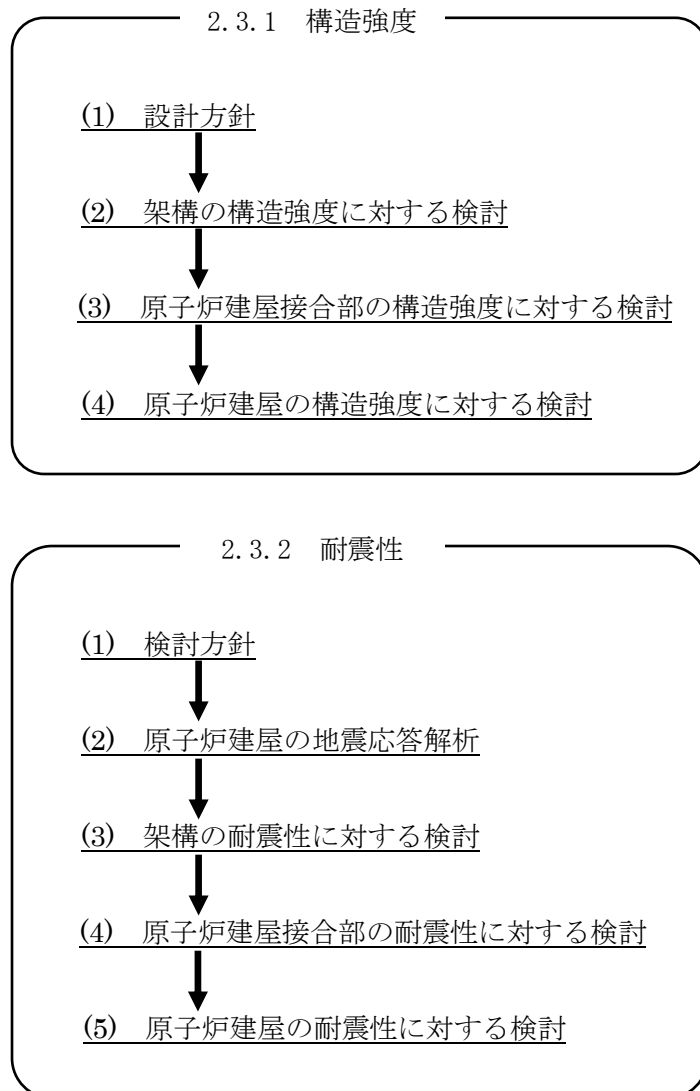 2.3.1 構造強度
(1) 設計方針
(2) 架構の構造強度に対する検討
(3) 原子炉建屋接合部の構造強度に対する検討
(4) 原子炉建屋の構造強度に対する検討
2.3.2 耐震性
(1) 検討方針
(2) 原子炉建屋の地震応答解析
(3) 架構の耐震性に対する検討
(4) 原子炉建屋接合部の耐震性に対する検討
(5) 原子炉建屋の耐震性に対する検討